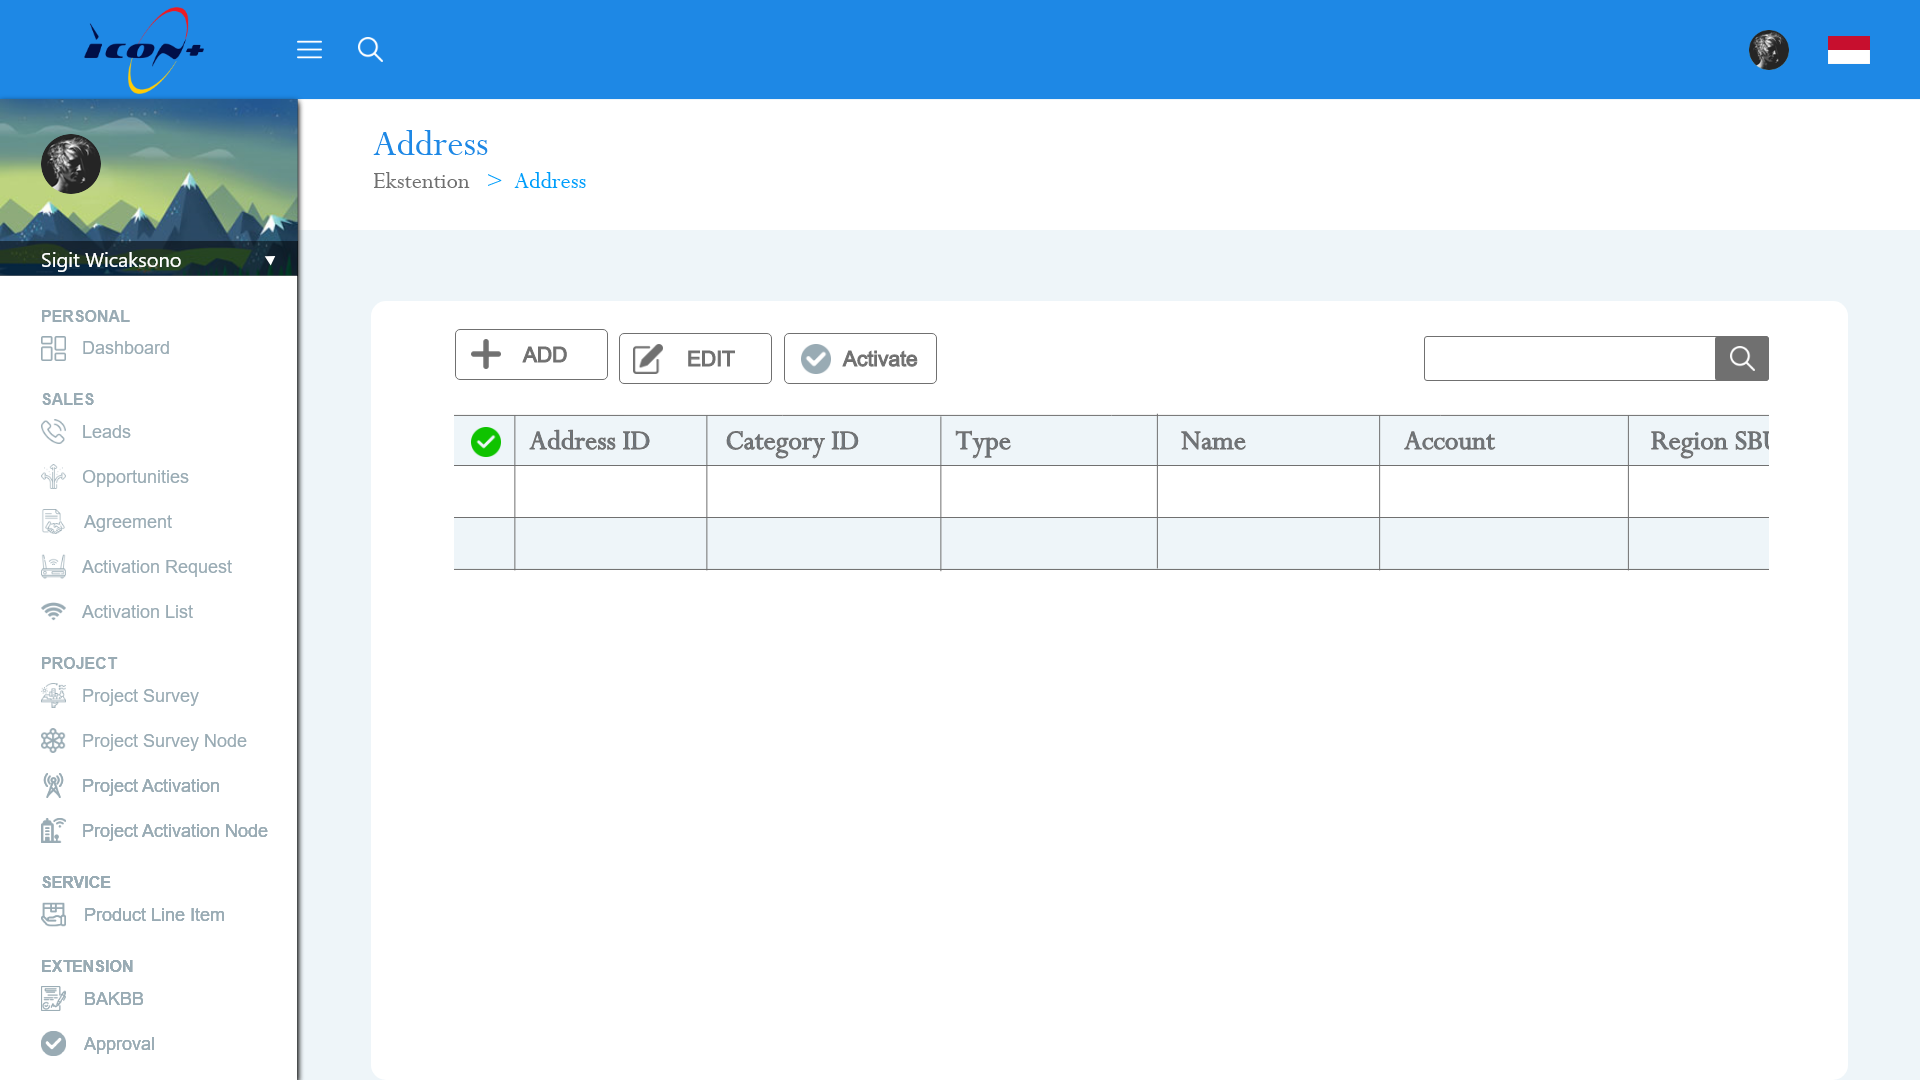 icon+
Address
Ekstention > Address
Sigit Wicaksono ▼
PERSONAL
Dashboard
SALES
Leads
Opportunities
Agreement
Activation Request
Activation List
PROJECT
Project Survey
Project Survey Node
Project Activation
Project Activation Node
SERVICE
Product Line Item
EXTENSION
BAKBB
Approval
ADD
EDIT
Activate
Address ID
Category ID
Type
Name
Account
Region SBU